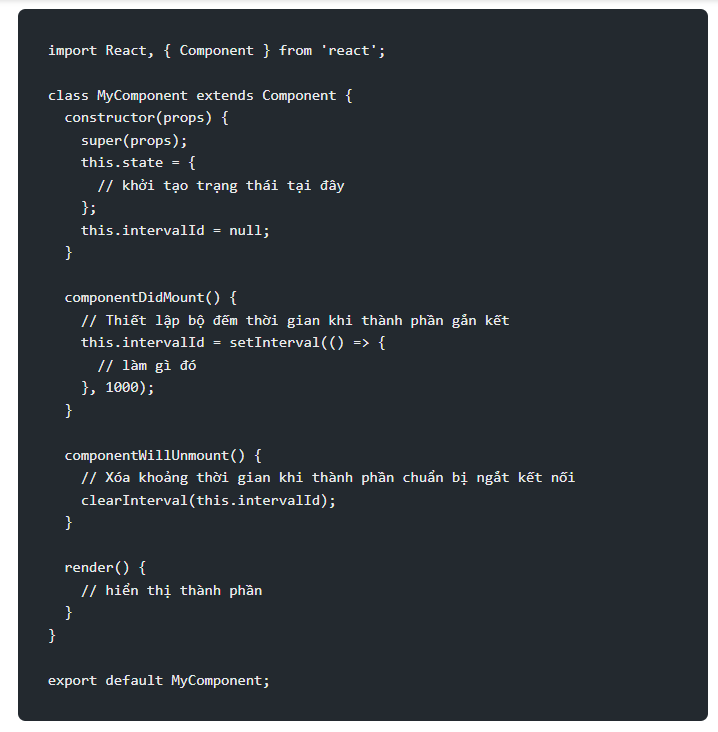 import React, { Component } from 'react';
class MyComponent extends Component {
constructor(props) {
super(props);
this.state = {
// khởi tạo trạng thái tại đây
};
this.intervalId = null;
}
componentDidMount() {
// Thiết lập bộ đếm thời gian khi thành phần gắn kết
this.intervalId = setInterval(() => {
// làm gì đó
}, 1000);
}
componentWillUnmount() {
// Xóa khoảng thời gian khi thành phần chuẩn bị ngắt kết nối
clearInterval(this.intervalId);
}
render() {
// hiển thị thành phần
}
}
export default MyComponent;